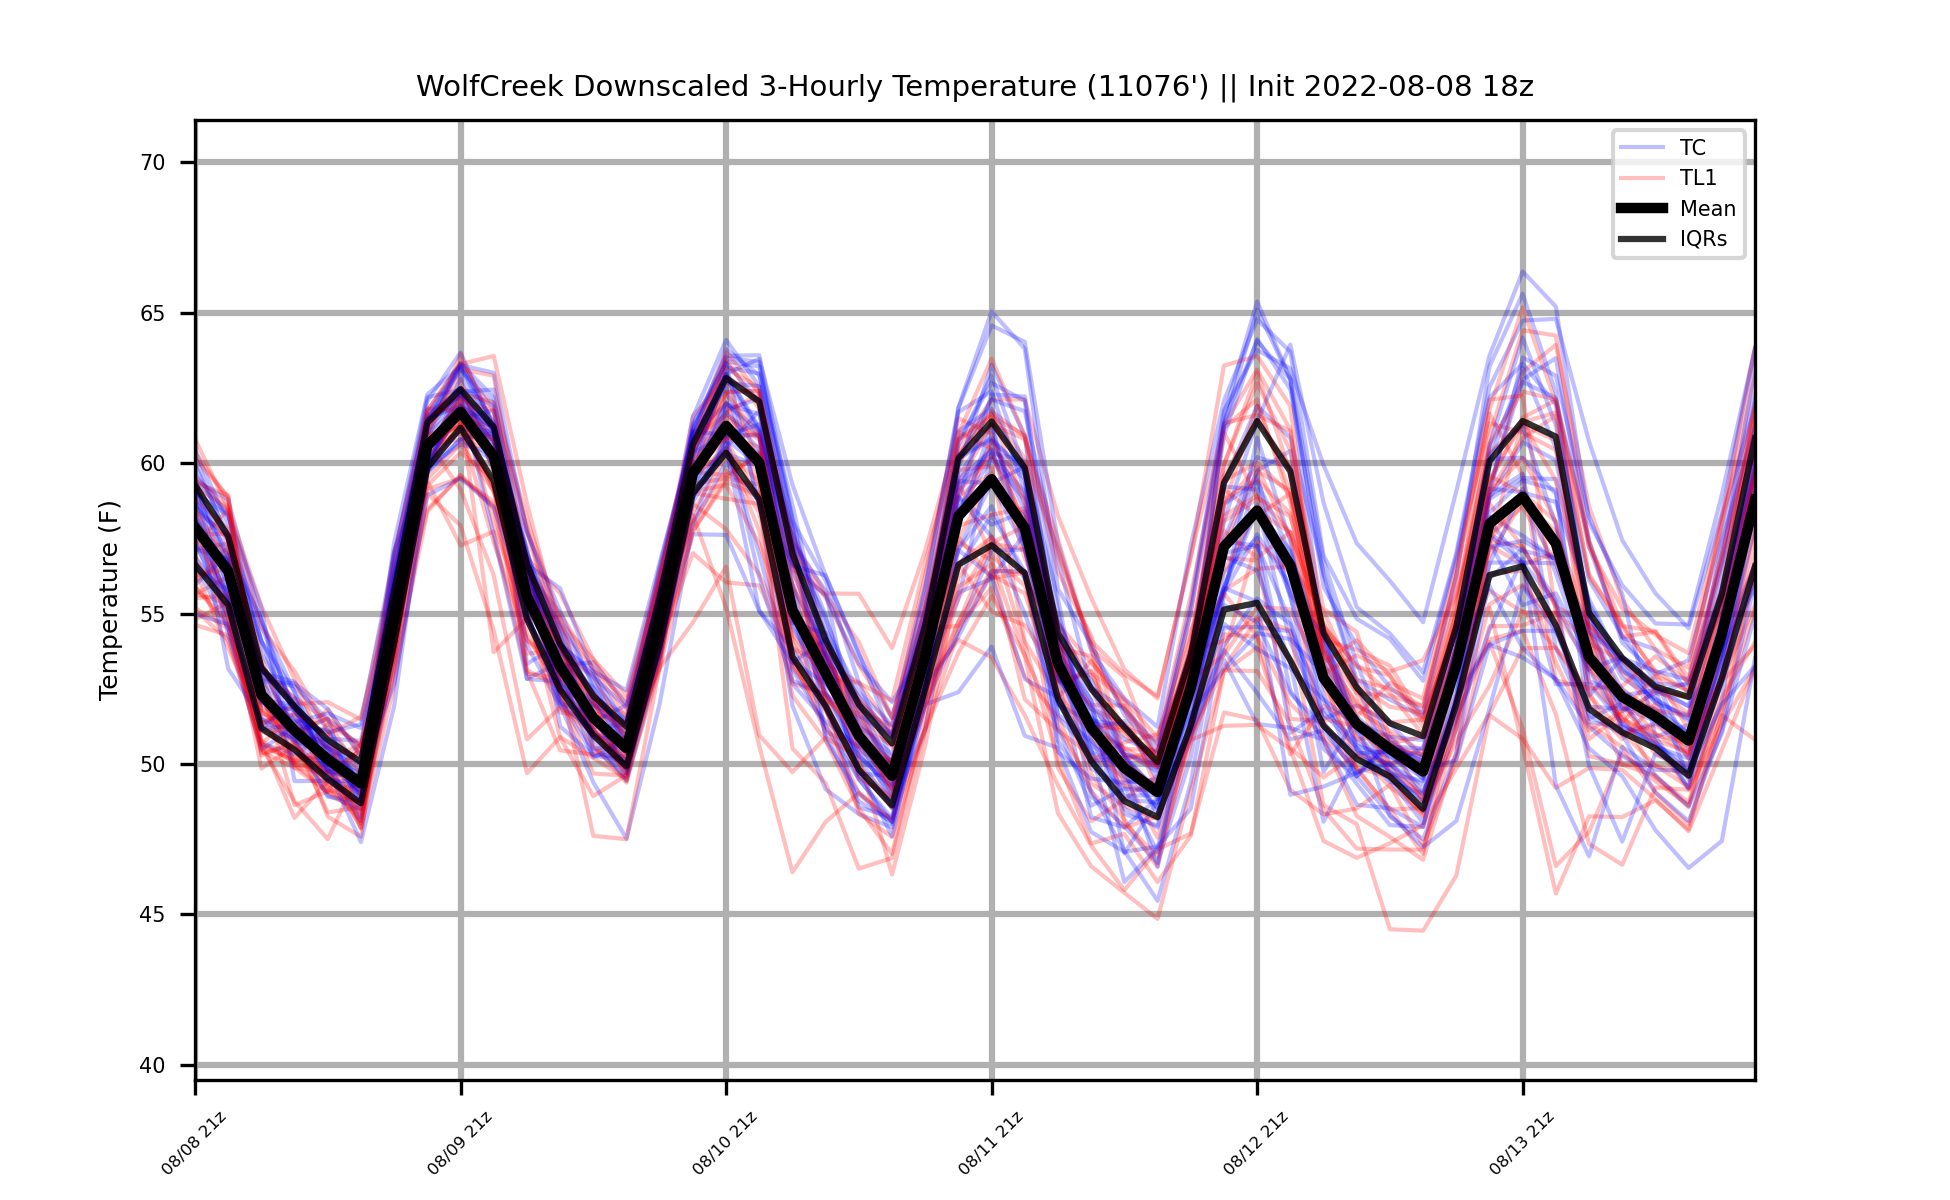 WolfCreek Downscaled 3-Hourly Temperature (11076') || Init 2022-08-08 18z
TC
TL1
Mean
IQRs
Temperature (F)
70
65
60
55
50
45
40
08/08 21z
08/09 21z
08/10 21z
08/11 21z
08/12 21z
08/13 21z